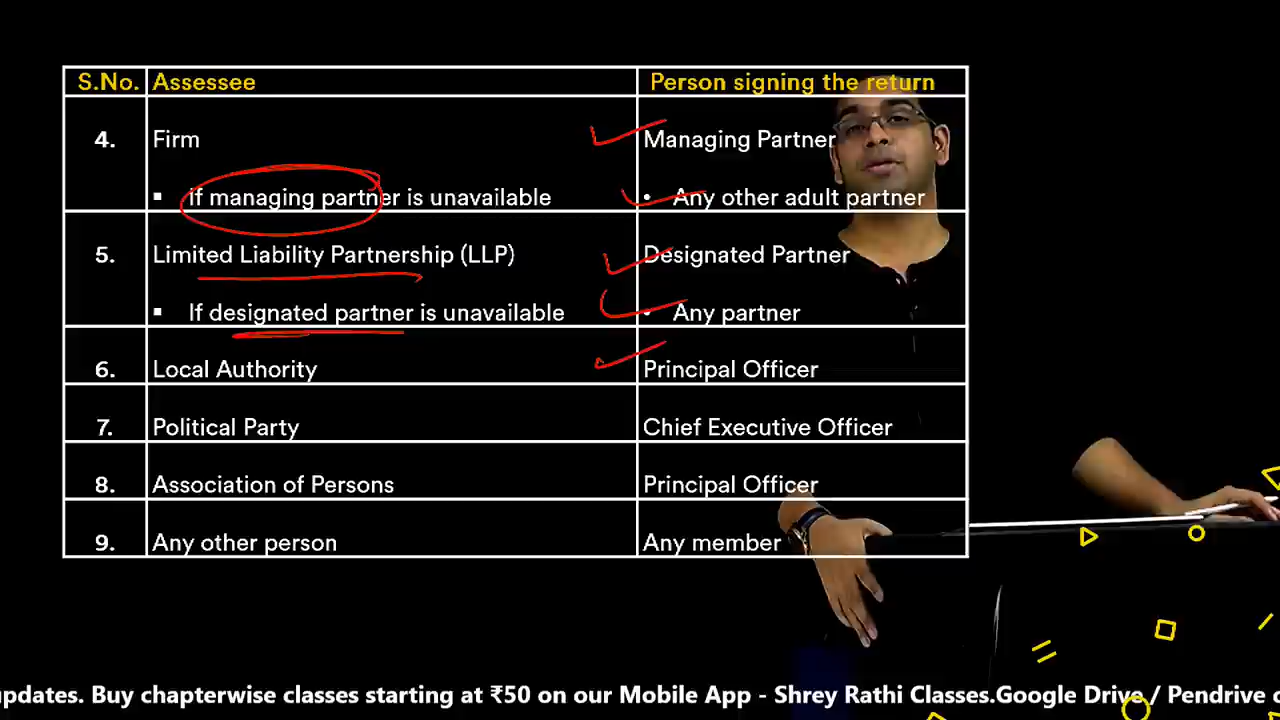 S.No. Assessee Person signing the return
4. Firm Managing Partner
▪ if managing partner is unavailable • Any other adult partner
5. Limited Liability Partnership (LLP) Designated Partner
▪ If designated partner is unavailable • Any partner
6. Local Authority Principal Officer
7. Political Party Chief Executive Officer
8. Association of Persons Principal Officer
9. Any other person Any member
updates. Buy chapterwise classes starting at ₹50 on our Mobile App - Shrey Rathi Classes.Google Drive / Pendrive